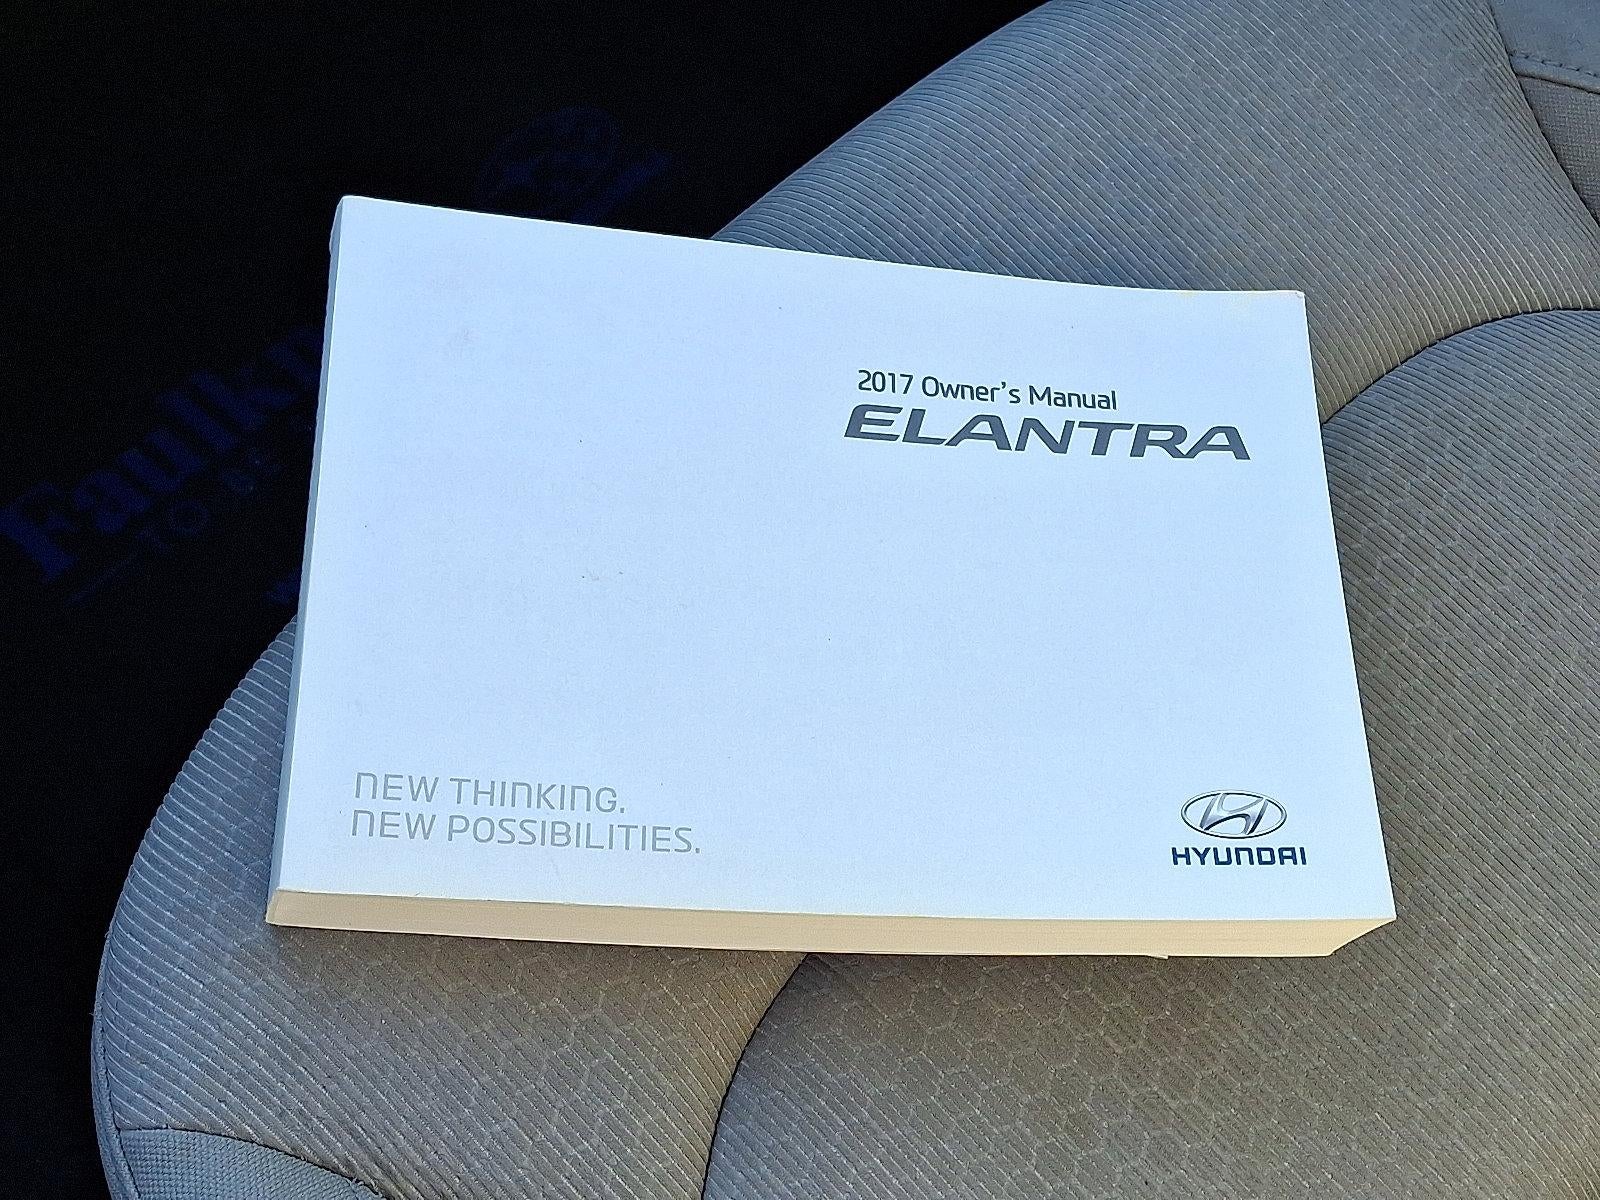 2017 Owner's Manual
ELANTRA
NEW THINKING.
NEW POSSIBILITIES.
HYUNDAI